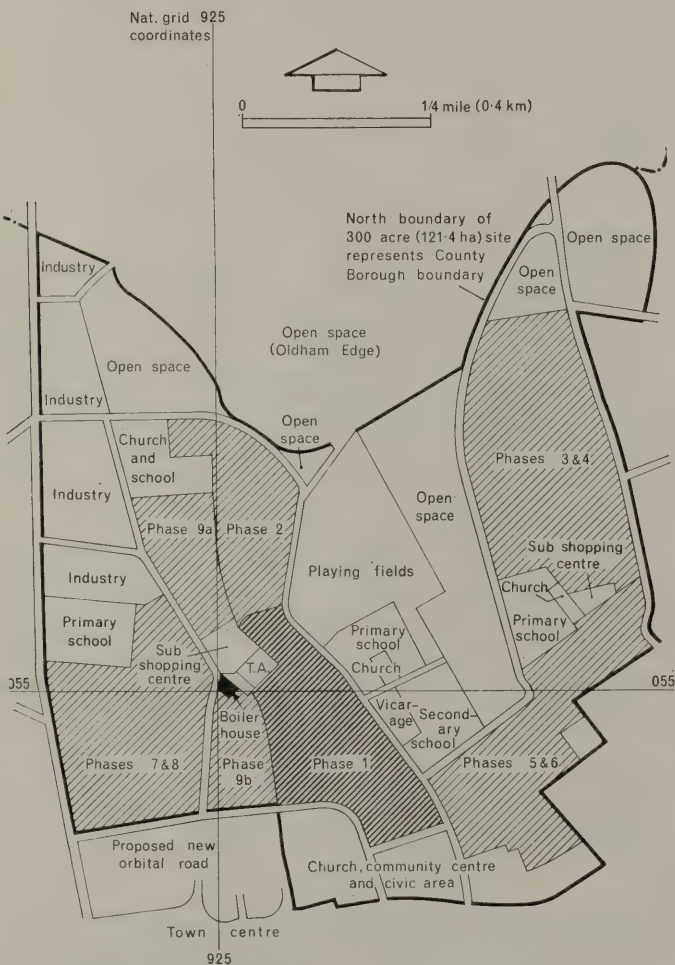 Nat. grid 925
coordinates
0
1/4 mile (0·4 km)
North boundary of
300 acre (121·4 ha) site
represents County
Borough boundary
Open space
Open
space
Industry
Open space
(Oldham Edge)
Open space
Industry
Open
space
Church
and
school
Phases 3&4
Industry
Open
space
Phase 9a
Phase 2
Sub shopping
centre
Industry
Playing fields
Church
Primary
school
Primary
school
Primary
school
Sub
shopping
centre
T.A.
Church
055
055
Boiler
house
Vicar-
age
Second-
ary
school
Phases 7&8
Phase
9b
Phase 1
Phases 5&6
Proposed new
orbital road
Church, community centre
and civic area
Town centre
925